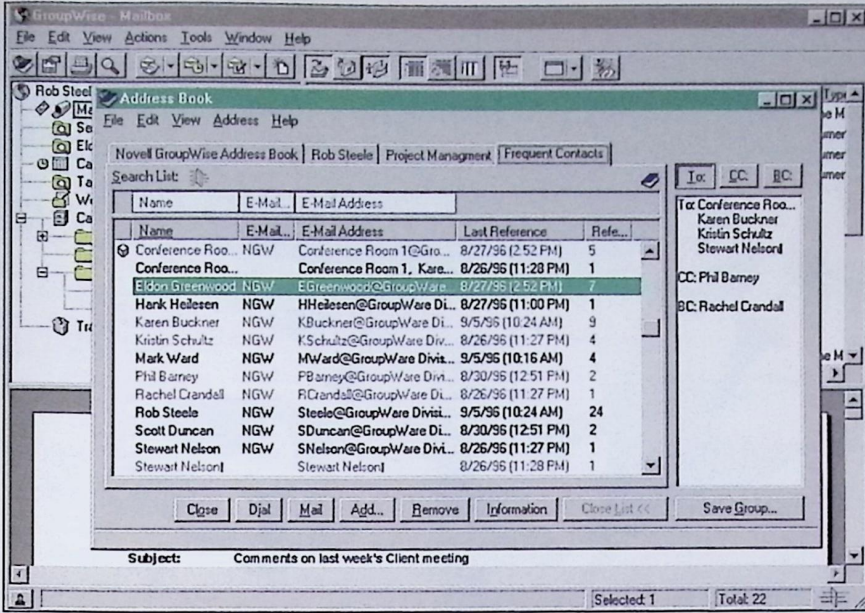 GroupWise - Mailbox
File Edit View Actions Tools Window Help
Rob Steel
Address Book
File Edit View Address Help
Novell GroupWise Address Book Rob Steele Project Managment Frequent Contacts
Search List:
To: CC: BC:
Name E-Mail... E-Mail Address
Name E-Mail... E-Mail Address Last Reference Refe...
Conference Roo... NGW Conference Room 1@Gro... 8/27/96 (2:52 PM) 5
Conference Roo... Conference Room 1, Kare... 8/26/96 (11:28 PM) 1
Eldon Greenwood NGW EGreenwood@GroupWare 8/27/96 (2:52 PM) 7
Hank Heilesen NGW HHeilesen@GroupWare Di... 8/27/96 (11:00 PM) 1
Karen Buckner NGW KBuckner@GroupWare Di... 9/5/96 (10:24 AM) 9
Kristin Schultz NGW KSchultz@GroupWare Di... 8/26/96 (11:27 PM) 4
Mark Ward NGW MWard@GroupWare Divis... 9/5/96 (10:16 AM) 4
Phil Barney NGW PBarney@GroupWare Divi... 8/30/96 (12:51 PM) 2
Rachel Crandall NGW RCrandall@GroupWare Di... 8/26/96 (11:27 PM) 1
Rob Steele NGW Steele@GroupWare Divisi... 9/5/96 (10:24 AM) 24
Scott Duncan NGW SDuncan@GroupWare Di... 8/30/96 (12:51 PM) 2
Stewart Nelson NGW SNelson@GroupWare Divi... 8/26/96 (11:27 PM) 1
Stewart Nelson] Stewart Nelson] 8/26/96 (11:28 PM) 1
To: Conference Roo...
Karen Buckner
Kristin Schultz
Stewart Nelson]
CC: Phil Barney
BC: Rachel Crandall
Close Dial Mail Add... Remove Information Close List << Save Group...
Subject: Comments on last week's Client meeting
Selected: 1 Total: 22